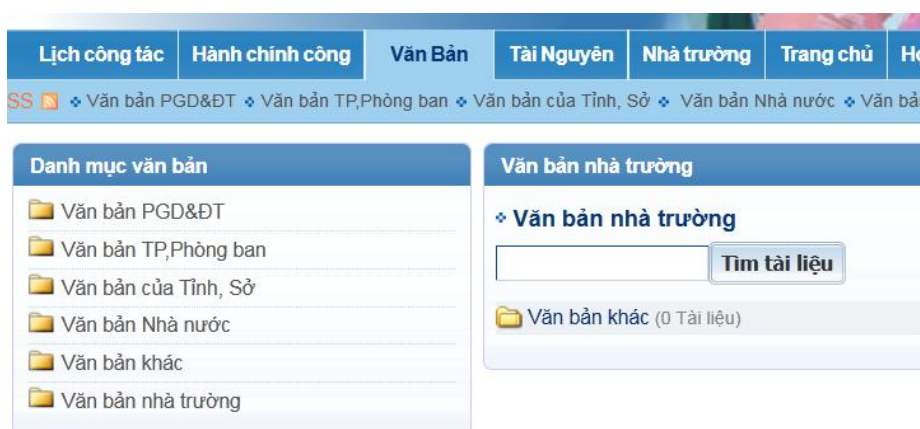 Lịch công tác Hành chính công Văn Bản Tài Nguyên Nhà trường Trang chủ
SS Văn bản PGD&ĐT Văn bản TP,Phòng ban Văn bản của Tỉnh, Sở Văn bản Nhà nước Văn
Danh mục văn bản
Văn bản PGD&ĐT
Văn bản TP,Phòng ban
Văn bản của Tỉnh, Sở
Văn bản Nhà nước
Văn bản khác
Văn bản nhà trường
Văn bản nhà trường
Văn bản nhà trường
Tìm tài liệu
Văn bản khác (0 Tài liệu)